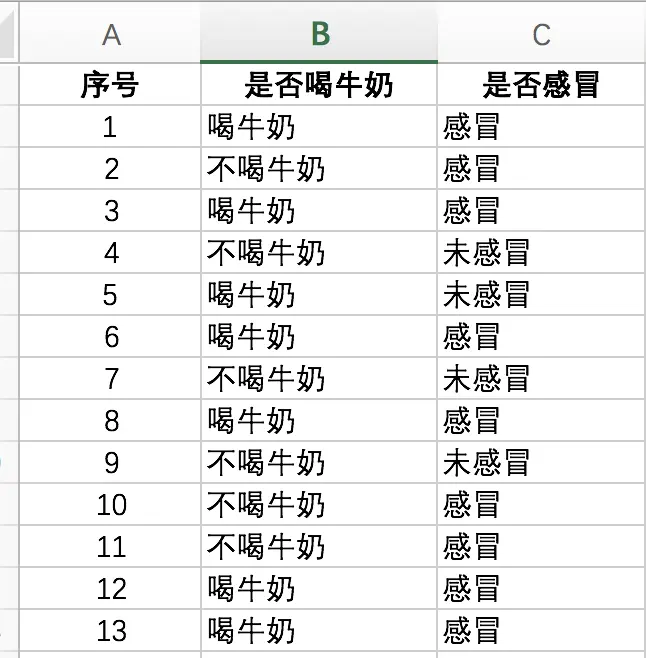 A B C
序号 是否喝牛奶 是否感冒
1 喝牛奶 感冒
2 不喝牛奶 感冒
3 喝牛奶 感冒
4 不喝牛奶 未感冒
5 喝牛奶 未感冒
6 喝牛奶 感冒
7 不喝牛奶 未感冒
8 喝牛奶 感冒
9 不喝牛奶 未感冒
10 不喝牛奶 感冒
11 不喝牛奶 感冒
12 喝牛奶 感冒
13 喝牛奶 感冒